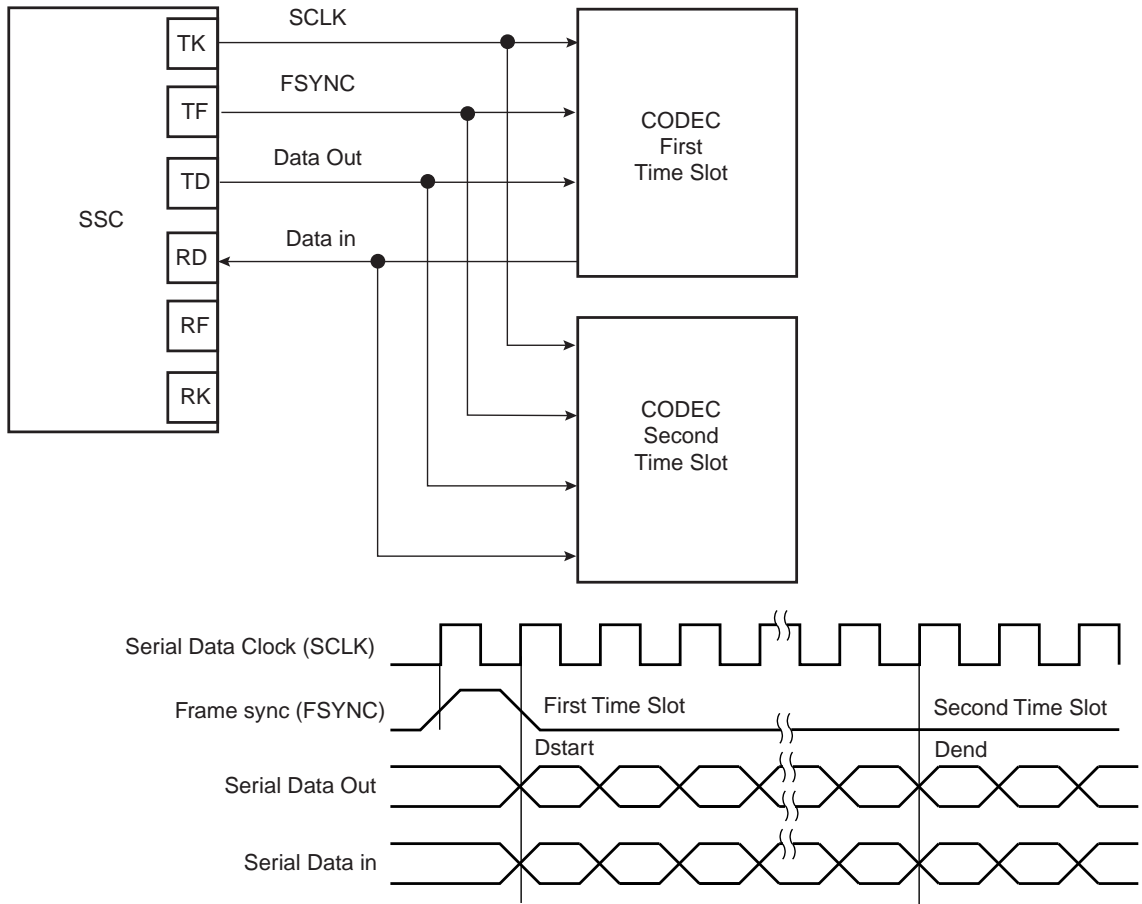 SSC
TK
TF
TD
RD
RF
RK
SCLK
FSYNC
Data Out
Data in
CODEC
First
Time Slot
CODEC
Second
Time Slot
Serial Data Clock (SCLK)
Frame sync (FSYNC)
First Time Slot
Second Time Slot
Dstart
Dend
Serial Data Out
Serial Data in